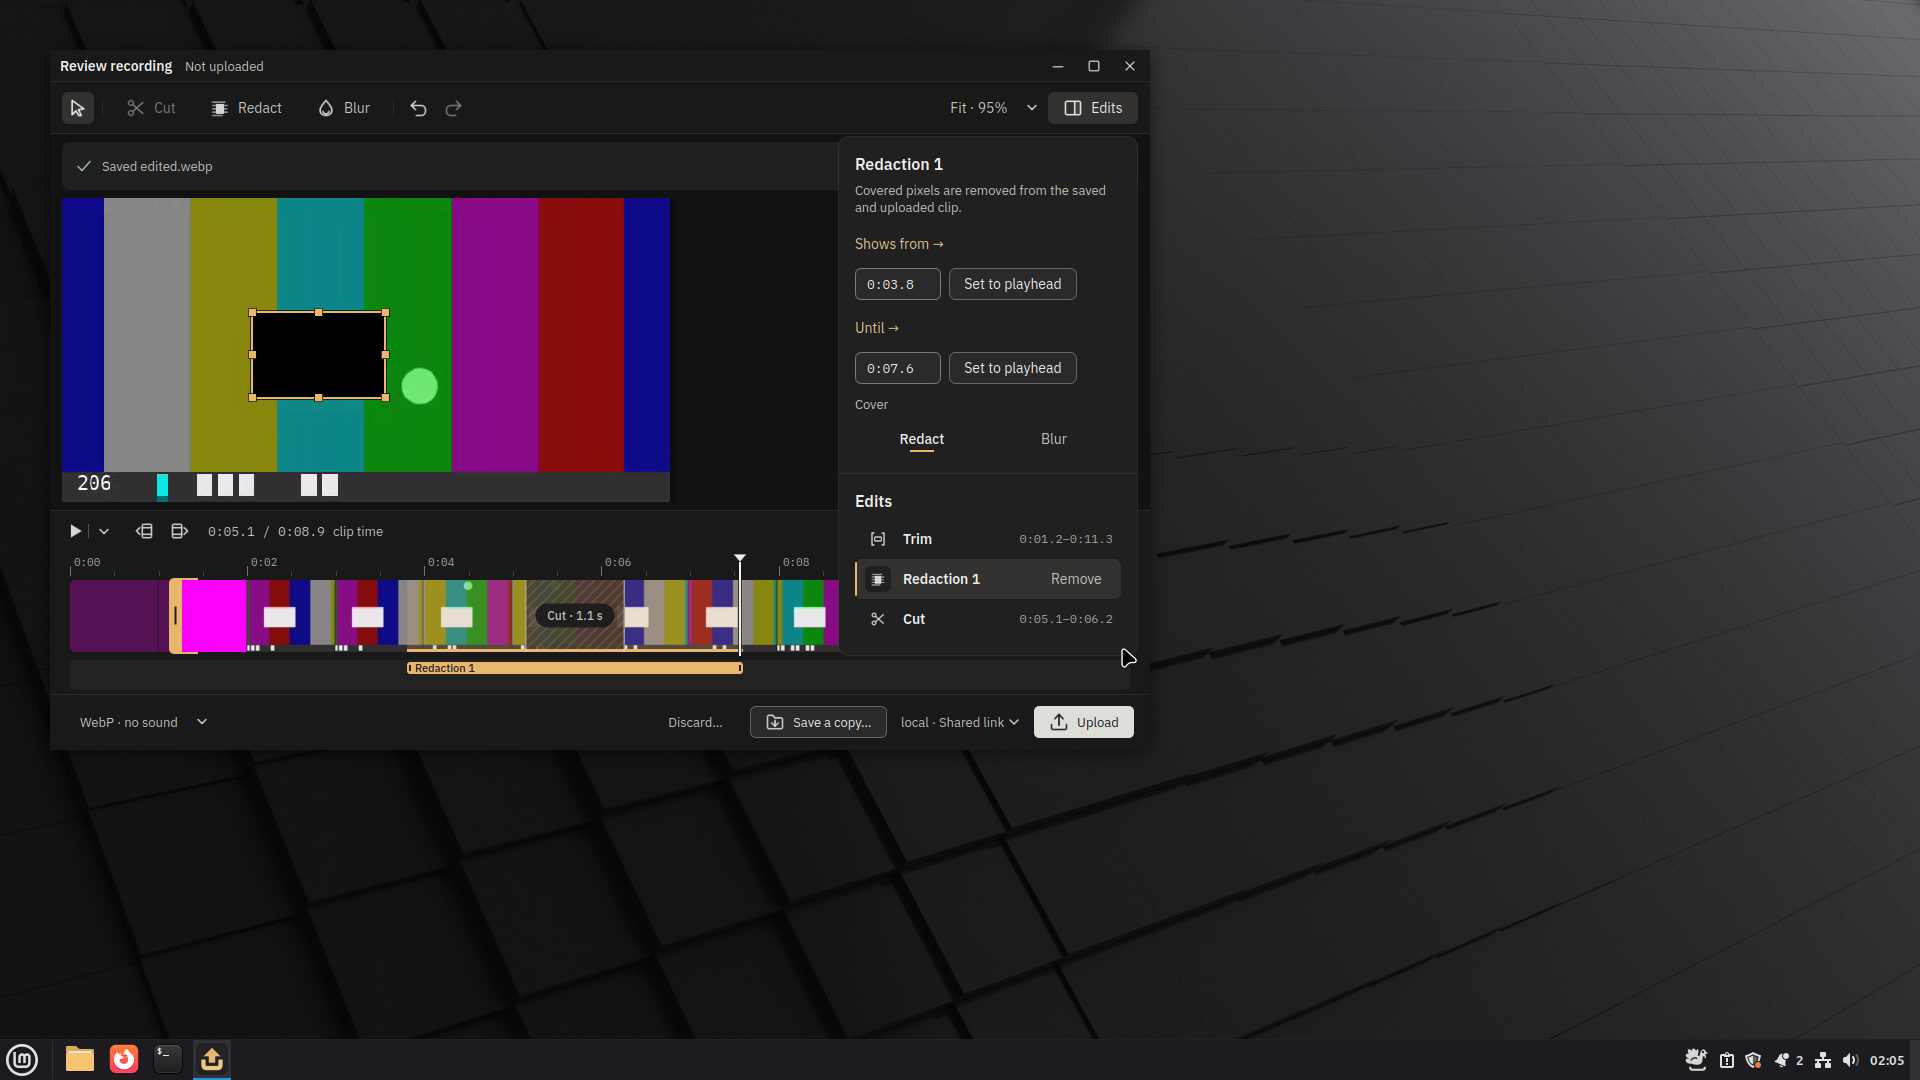 Review recording Not uploaded
Cut Redact Blur Fit · 95% Edits
Saved edited.webp
Redaction 1
Covered pixels are removed from the saved
and uploaded clip.
Shows from →
0:03.8 Set to playhead
Until →
0:07.6 Set to playhead
Cover
Redact Blur
206
Edits
0:05.1 / 0:08.9 clip time
Trim 0:01.2–0:11.3
0:00 0:02 0:04 0:06 0:08
Redaction 1 Remove
Cut · 1.1 s
Cut 0:05.1–0:06.2
Redaction 1
WebP · no sound Discard... Save a copy... local · Shared link Upload
$_ 2 02:05